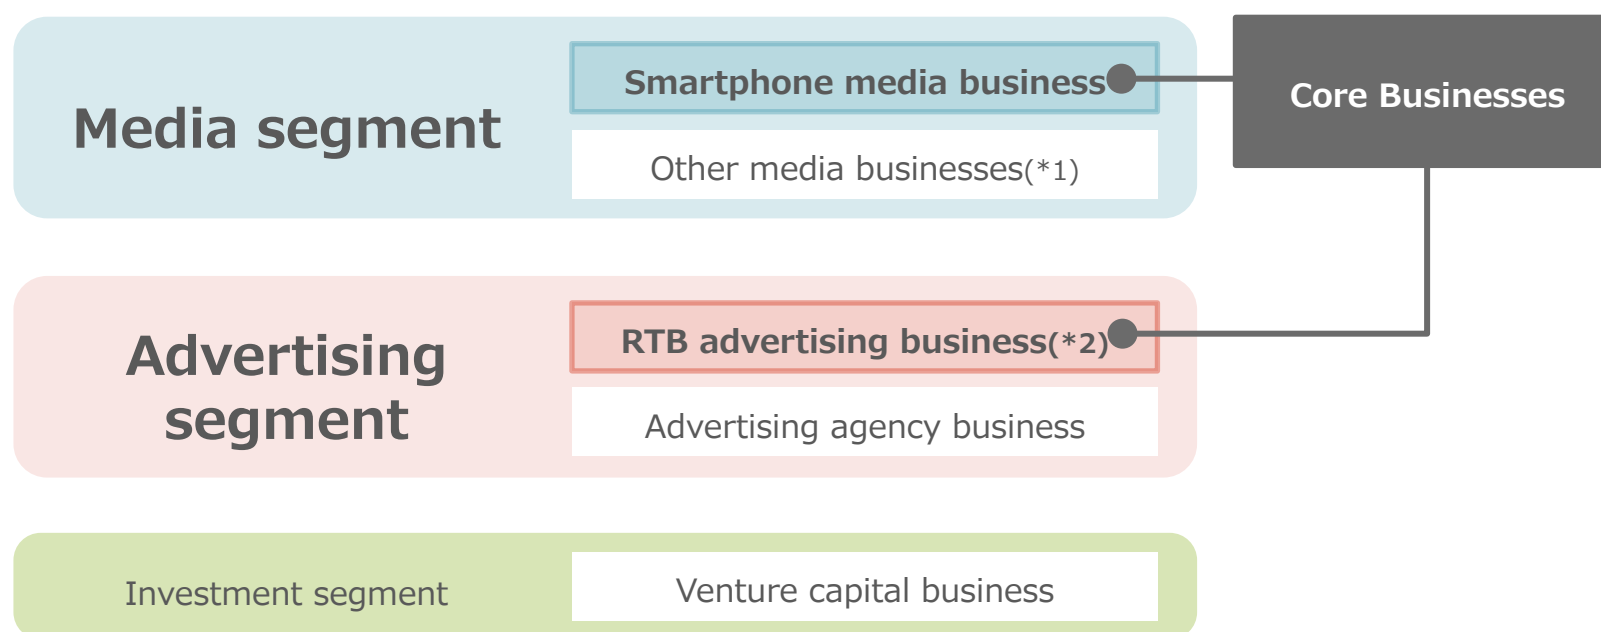 Media segment
Smartphone media business
Other media businesses(*1)
Core Businesses
Advertising
segment
RTB advertising business(*2)
Advertising agency business
Investment segment
Venture capital business